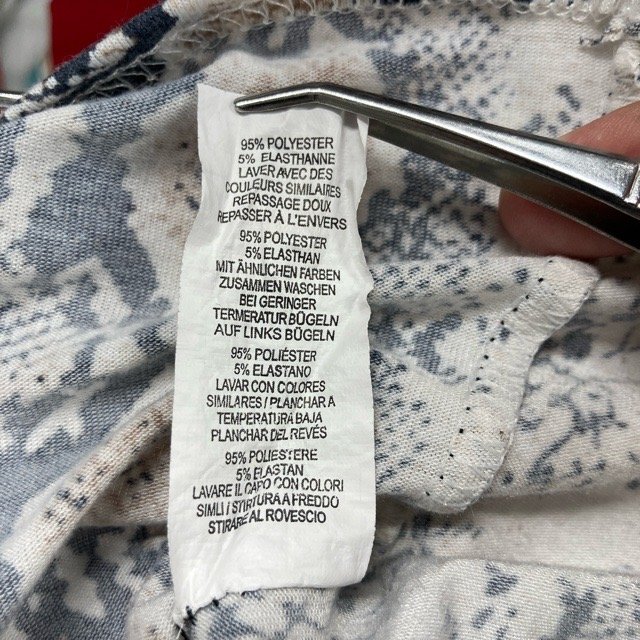 95% POLYESTER
5% ELASTHANNE
LAVER AVEC DES
COULEURS SIMILAIRES
REPASSAGE DOUX
REPASSER À L'ENVERS
95% POLYESTER
5% ELASTHAN
MIT ÄHNLICHEN FARBEN
ZUSAMMEN WASCHEN
BEI GERINGER
TERMERATUR BÜGELN
AUF LINKS BÜGELN
95% POLIÉSTER
5% ELASTANO
LAVAR CON COLORES
SIMILARES / PLANCHAR A
TEMPERATURA BAJA
PLANCHAR DEL REVÉS
95% POLIESTERE
5% ELASTAN
LAVARE IL CAPO CON COLORI
SIMLI / STIRTURA A FREDDO
STIRARE AL ROVESCIO